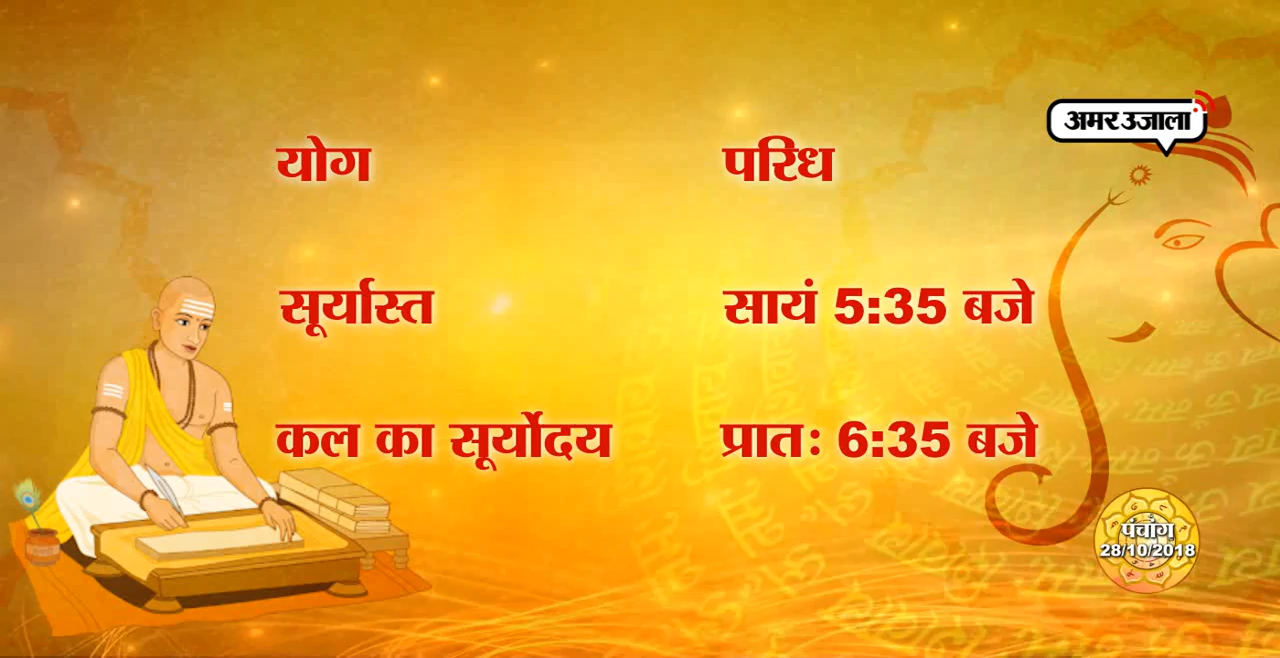 अमर उजाला
योग परिध
सूर्यास्त सायं 5:35 बजे
कल का सूर्योदय प्रातः 6:35 बजे
पंचांग
28/10/2018